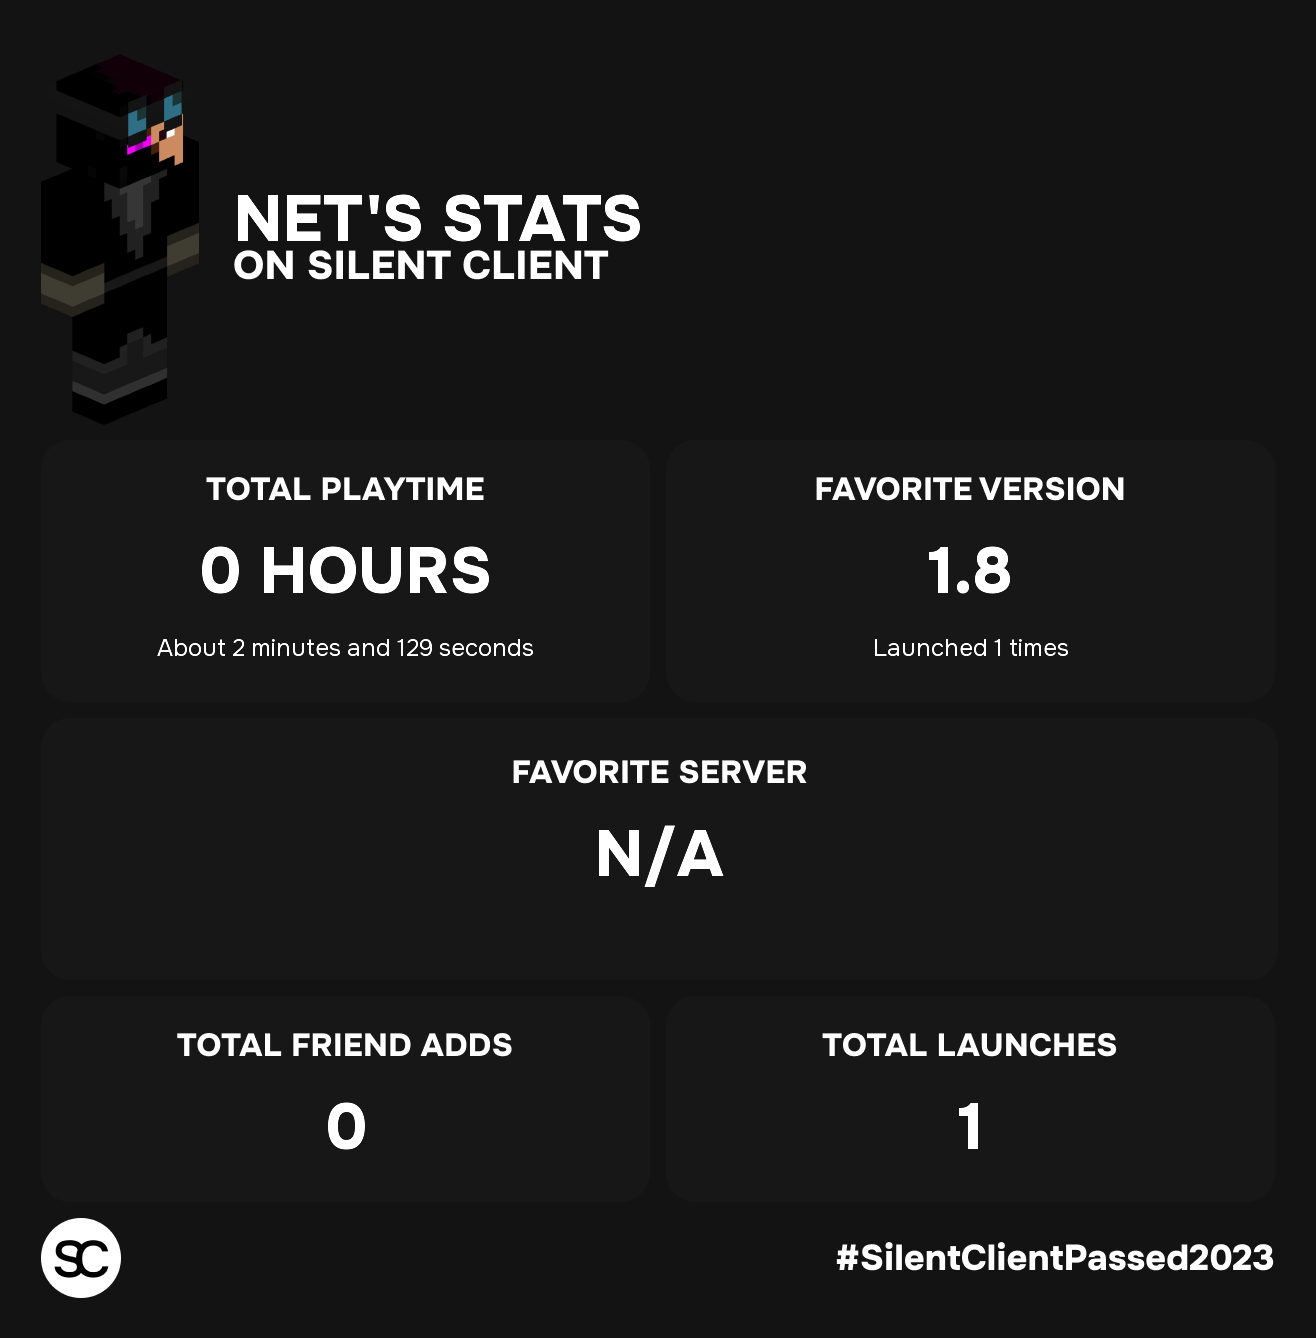 NET'S STATS
ON SILENT CLIENT
TOTAL PLAYTIME
0 HOURS
About 2 minutes and 129 seconds
FAVORITE VERSION
1.8
Launched 1 times
FAVORITE SERVER
N/A
TOTAL FRIEND ADDS
0
TOTAL LAUNCHES
1
SC
#SilentClientPassed2023